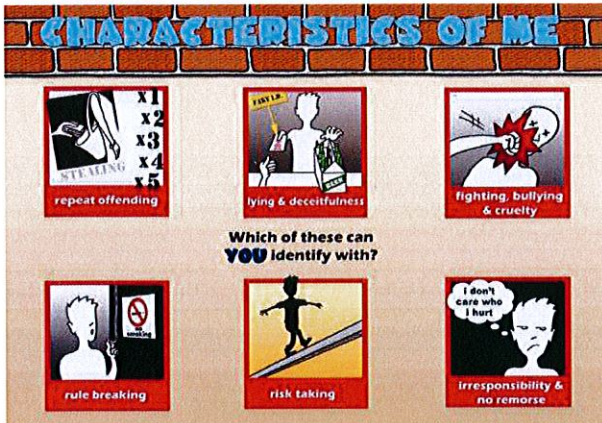 CHARACTERISTICS OF ME
x1
x2
x3
x4
x5
STEALING
repeat offending
FAKE I.D.
BEER
lying & deceitfulness
fighting, bullying
& cruelty
Which of these can
YOU identify with?
no
smoking
rule breaking
risk taking
i don't
care who
i hurt
irresponsibility &
no remorse